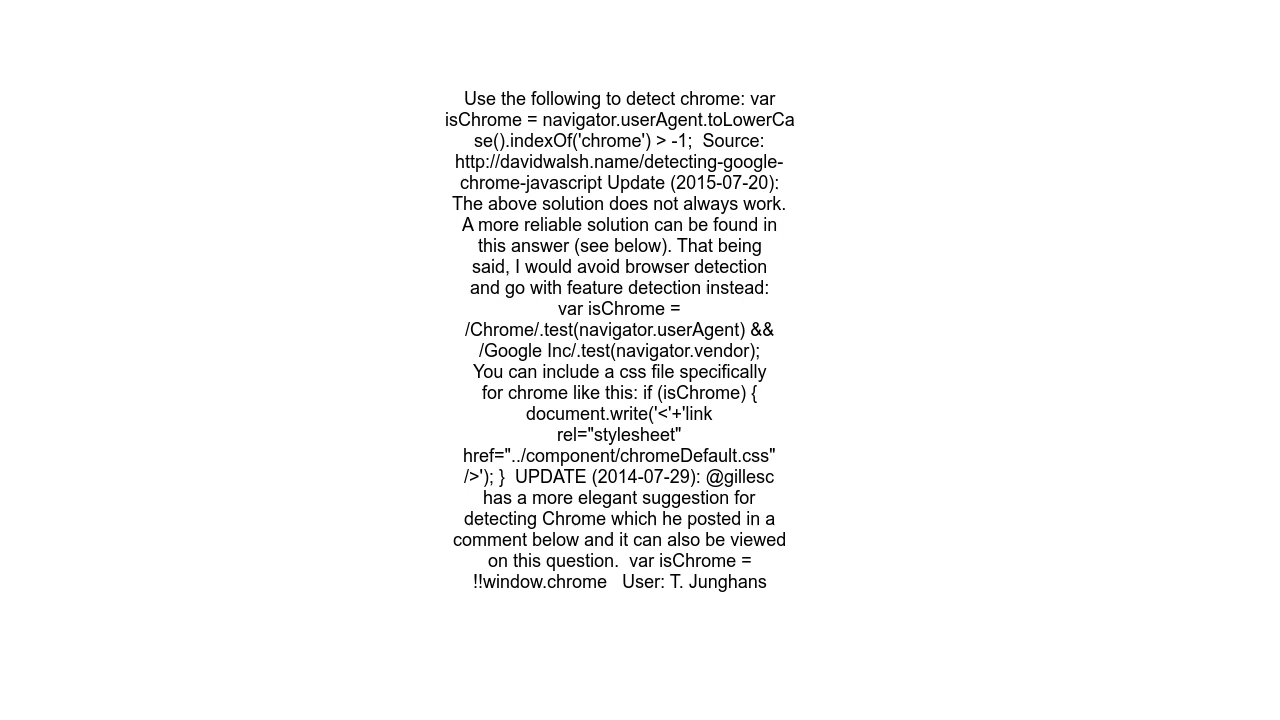 Use the following to detect chrome: var
isChrome = navigator.userAgent.toLowerCa
se().indexOf('chrome') > -1;  Source:
http://davidwalsh.name/detecting-google-
chrome-javascript Update (2015-07-20):
The above solution does not always work.
A more reliable solution can be found in
this answer (see below). That being
said, I would avoid browser detection
and go with feature detection instead:
var isChrome =
/Chrome/.test(navigator.userAgent) &&
/Google Inc/.test(navigator.vendor);
You can include a css file specifically
for chrome like this: if (isChrome) {
document.write('<'+'link
rel="stylesheet"
href="../component/chromeDefault.css"
/>'); }  UPDATE (2014-07-29): @gillesc
has a more elegant suggestion for
detecting Chrome which he posted in a
comment below and it can also be viewed
on this question.  var isChrome =
!!window.chrome   User: T. Junghans